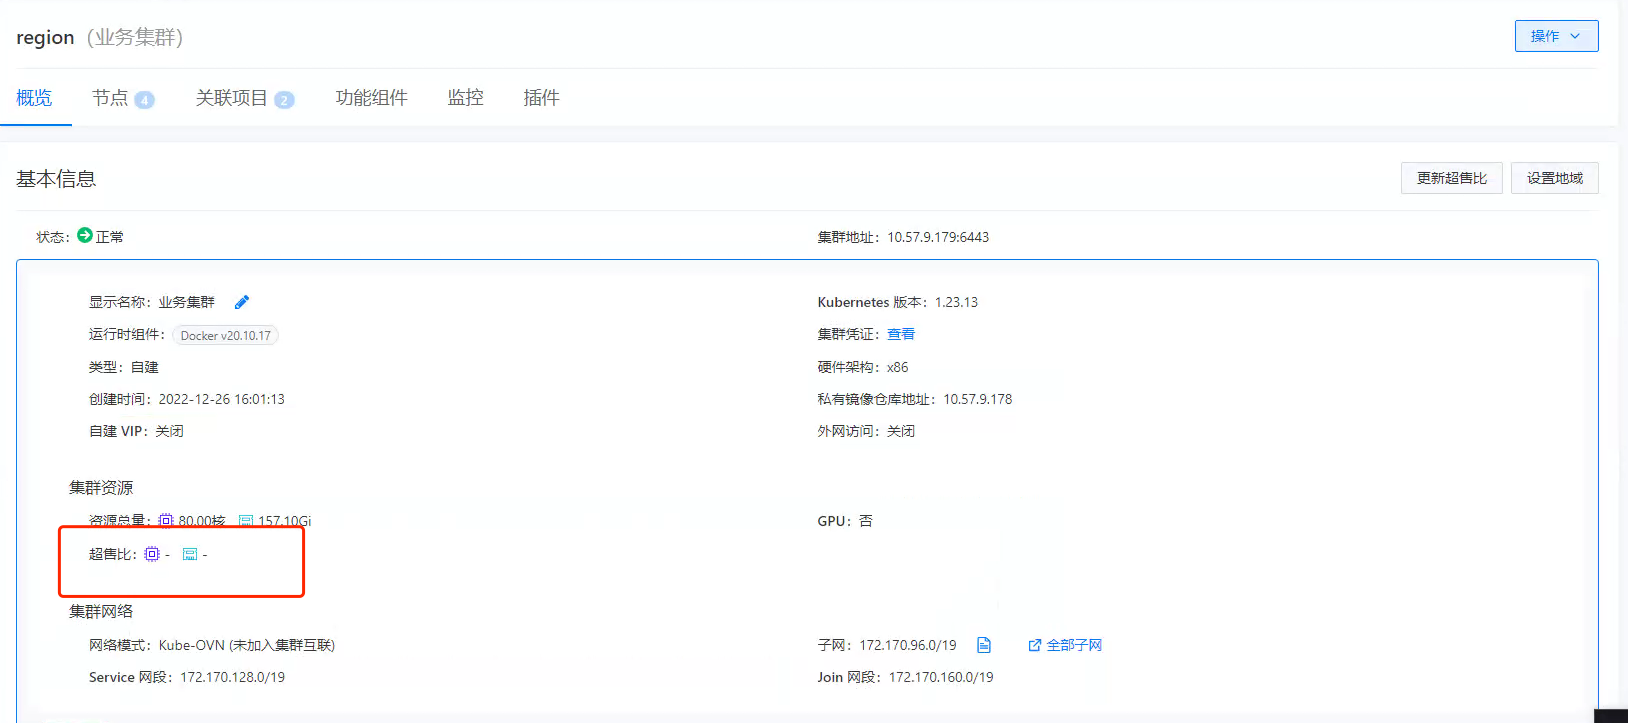 region (业务集群) 操作
概览 节点 4 关联项目 2 功能组件 监控 插件
基本信息 更新超售比 设置地域
状态: 正常 集群地址: 10.57.9.179:6443
显示名称: 业务集群 Kubernetes 版本: 1.23.13
运行时组件: Docker v20.10.17 集群凭证: 查看
类型: 自建 硬件架构: x86
创建时间: 2022-12-26 16:01:13 私有镜像仓库地址: 10.57.9.178
自建 VIP: 关闭 外网访问: 关闭
集群资源
资源总量: 80.00核 157.10Gi GPU: 否
超售比: - -
集群网络
网络模式: Kube-OVN (未加入集群互联) 子网: 172.170.96.0/19 全部子网
Service 网段: 172.170.128.0/19 Join 网段: 172.170.160.0/19